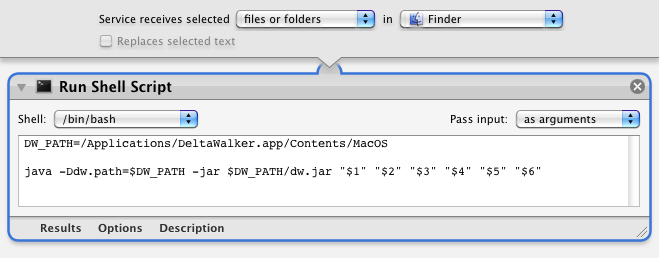 Service receives selected files or folders in Finder
Replaces selected text
Run Shell Script
Shell: /bin/bash Pass input: as arguments
DW_PATH=/Applications/DeltaWalker.app/Contents/MacOS
java -Ddw.path=$DW_PATH -jar $DW_PATH/dw.jar "$1" "$2" "$3" "$4" "$5" "$6"
Results Options Description